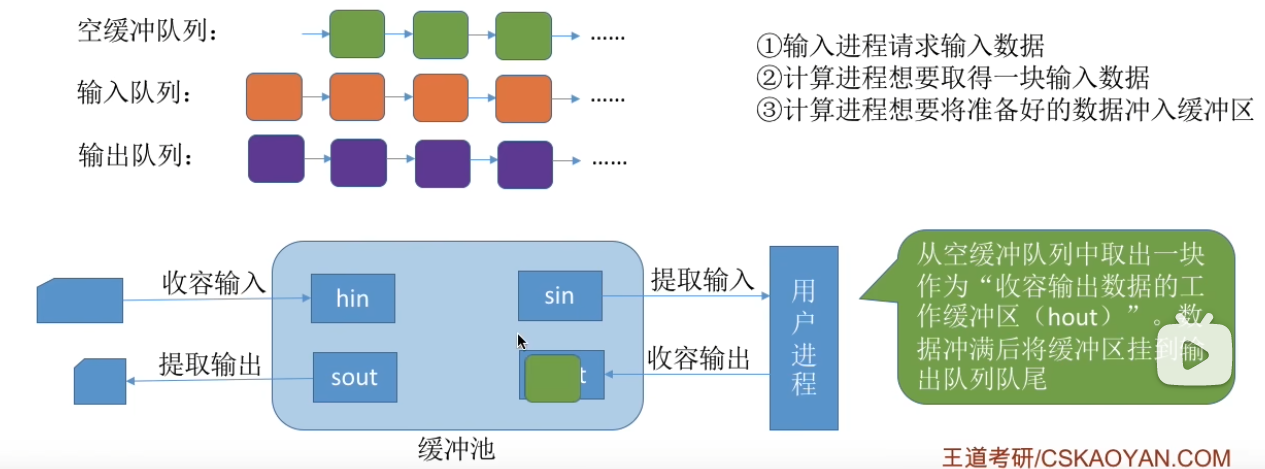 空缓冲队列：
……
输入队列：
……
输出队列：
……
①输入进程请求输入数据
②计算进程想要取得一块输入数据
③计算进程想要将准备好的数据冲入缓冲区
收容输入
hin
sin
提取输入
提取输出
sout
t
收容输出
用户进程
缓冲池
从空缓冲队列中取出一块
作为“收容输出数据的工
作缓冲区（hout）”。数
据冲满后将缓冲区挂到输
出队列队尾
王道考研/CSKAOYAN.COM